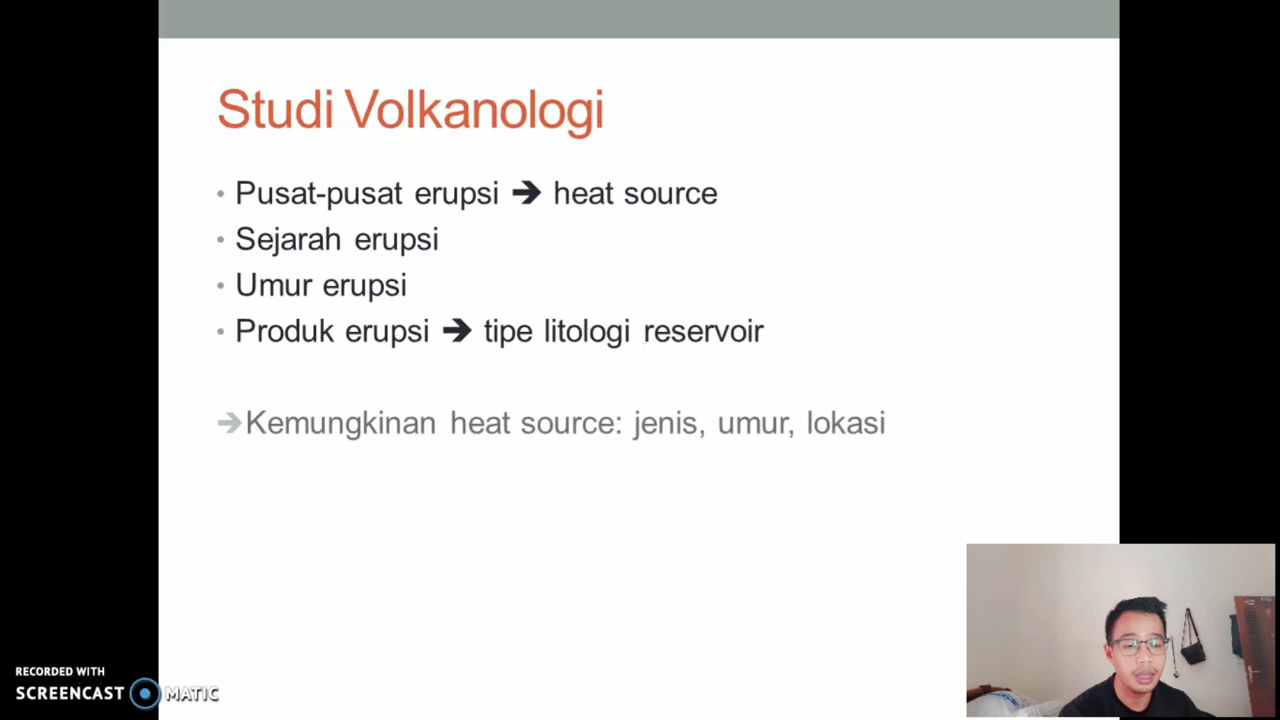 Studi Volkanologi
• Pusat-pusat erupsi ➔ heat source
• Sejarah erupsi
• Umur erupsi
• Produk erupsi ➔ tipe litologi reservoir
➔Kemungkinan heat source: jenis, umur, lokasi
RECORDED WITH
SCREENCAST MATIC